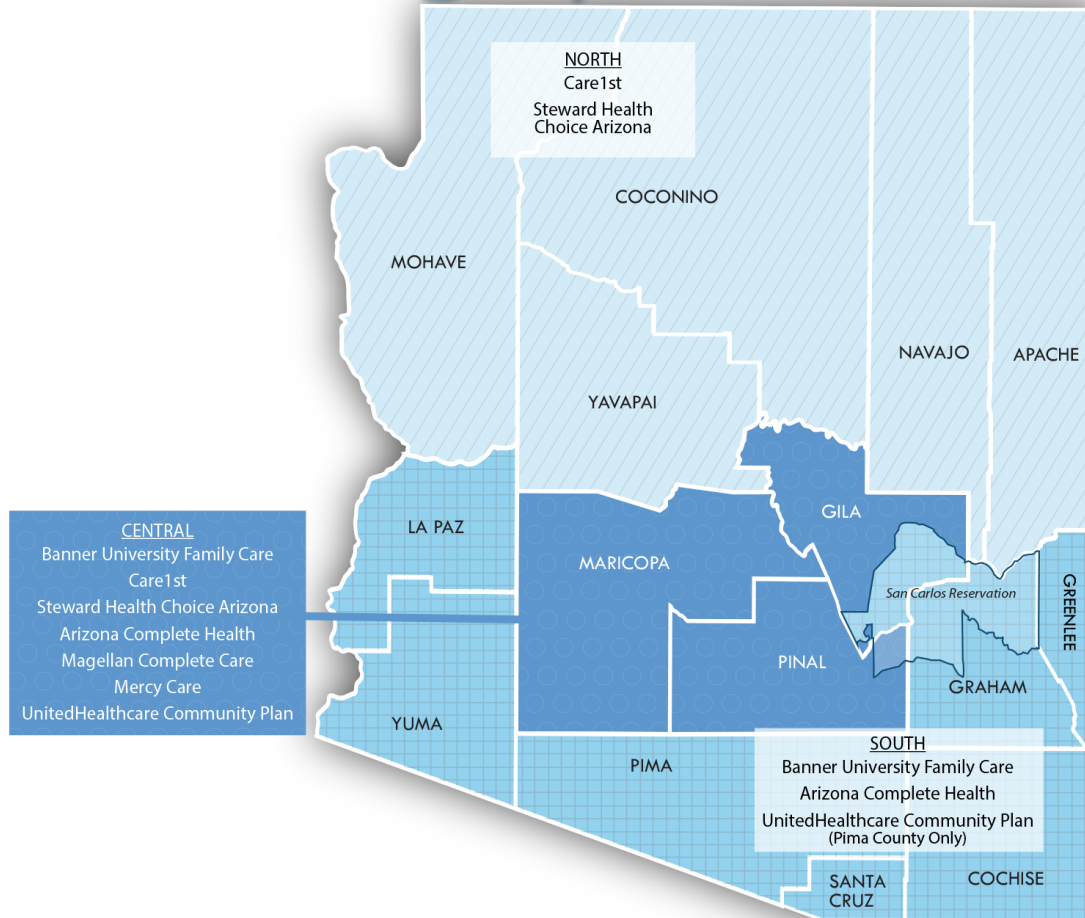 NORTH
Care1st
Steward Health
Choice Arizona
COCONINO
MOHAVE
NAVAJO
APACHE
YAVAPAI
GILA
LA PAZ
MARICOPA
San Carlos Reservation
GREENLEE
PINAL
GRAHAM
YUMA
PIMA
CENTRAL
Banner University Family Care
Care1st
Steward Health Choice Arizona
Arizona Complete Health
Magellan Complete Care
Mercy Care
UnitedHealthcare Community Plan
SOUTH
Banner University Family Care
Arizona Complete Health
UnitedHealthcare Community Plan
(Pima County Only)
SANTA
CRUZ
COCHISE